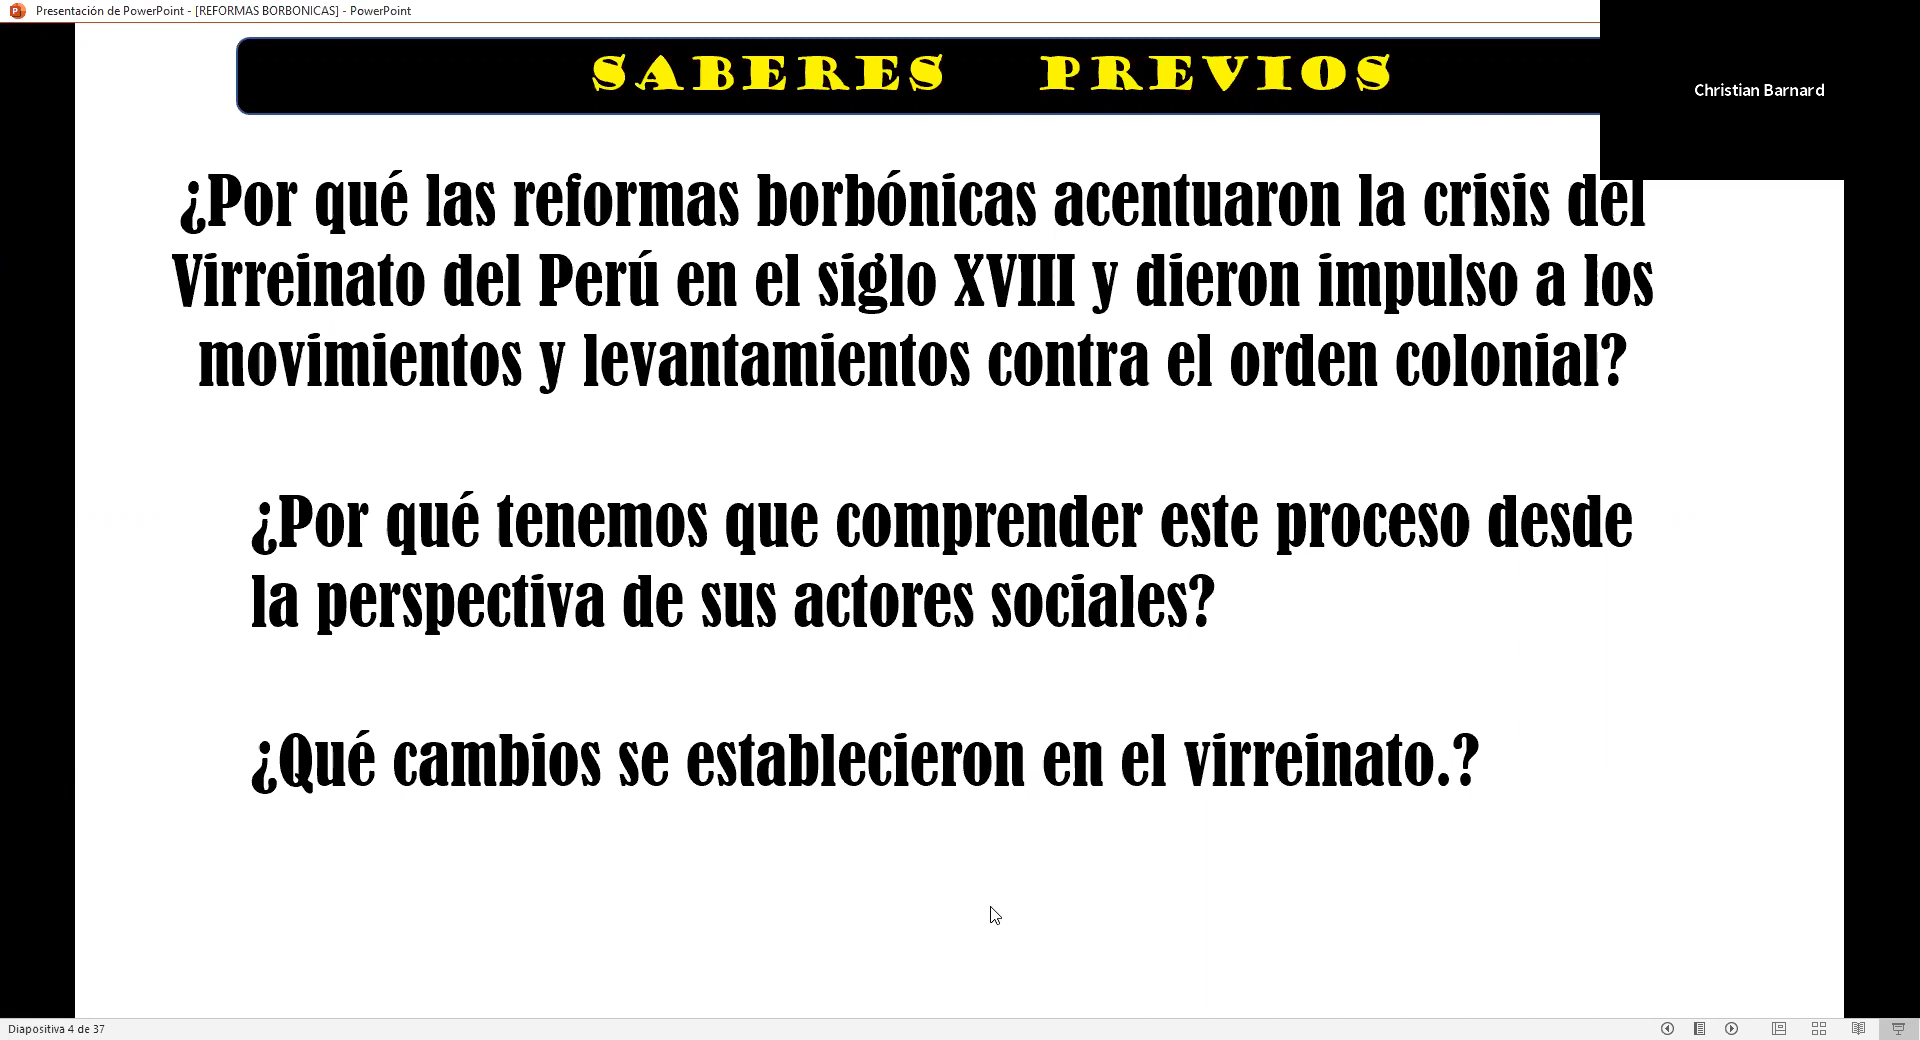 Presentación de PowerPoint - [REFORMAS BORBONICAS] - PowerPoint
SABERES PREVIOS
Christian Barnard
¿Por qué las reformas borbónicas acentuaron la crisis del
Virreinato del Perú en el siglo XVIII y dieron impulso a los
movimientos y levantamientos contra el orden colonial?
¿Por qué tenemos que comprender este proceso desde
la perspectiva de sus actores sociales?
¿Qué cambios se establecieron en el virreinato.?
Diapositiva 4 de 37